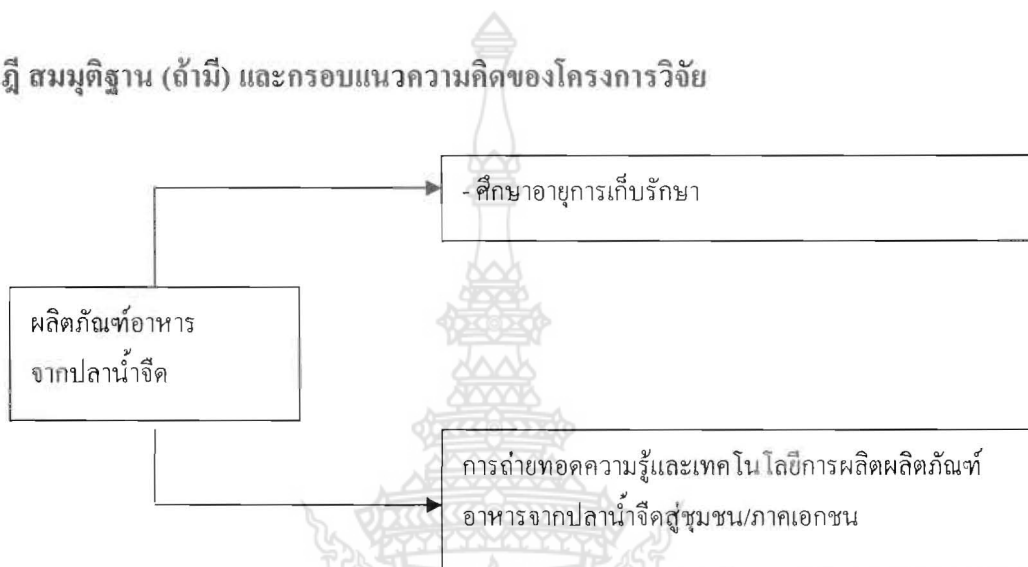 ฎี สมมุติฐาน (ถ้ามี) และกรอบแนวความคิดของโครงการวิจัย
- ศึกษาอายุการเก็บรักษา
ผลิตภัณฑ์อาหาร
จากปลาน้ำจืด
การถ่ายทอดความรู้และเทคโนโลยีการผลิตผลิตภัณฑ์
อาหารจากปลาน้ำจืดสู่ชุมชน/ภาคเอกชน